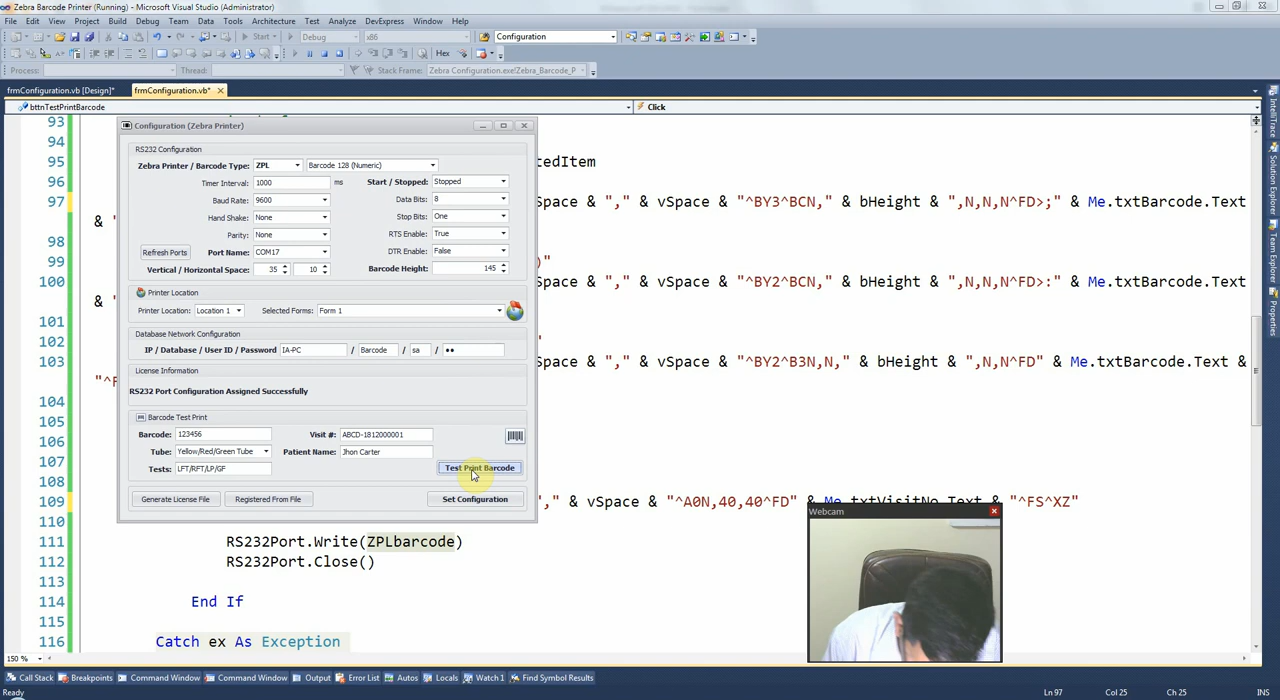 Zebra Barcode Printer (Running) - Microsoft Visual Studio (Administrator)
File Edit View Project Build Debug Team Data Tools Architecture Test Analyze DevExpress Window Help
Start Debug x86 Configuration
Hex
Process: Thread: Stack Frame: Zebra Configuration.exe!Zebra_Barcode_P
frmConfiguration.vb [Design]* frmConfiguration.vb*
bttnTestPrintBarcode Click
93
94
95 tedItem
96
97 Space & "," & vSpace & "^BY3^BCN," & bHeight & ",N,N,N^FD>;" & Me.txtBarcode.Text
& "
98
99 )"
100 Space & "," & vSpace & "^BY2^BCN," & bHeight & ",N,N,N^FD>:" & Me.txtBarcode.Text
& "
101
102 "
103 Space & "," & vSpace & "^BY2^B3N,N," & bHeight & ",N,N^FD" & Me.txtBarcode.Text &
"^F
104
105
106
107
108
109 "," & vSpace & "^A0N,40,40^FD" & Me.txtVisitNo.Text & "^FS^XZ"
110
111 RS232Port.Write(ZPLbarcode)
112 RS232Port.Close()
113
114 End If
115
116 Catch ex As Exception
Configuration (Zebra Printer)
RS232 Configuration
Zebra Printer / Barcode Type: ZPL Barcode 128 (Numeric)
Timer Interval: 1000 ms Start / Stopped: Stopped
Baud Rate: 9600 Data Bits: 8
Hand Shake: None Stop Bits: One
Parity: None RTS Enable: True
Refresh Ports Port Name: COM17 DTR Enable: False
Vertical / Horizontal Space: 35 10 Barcode Height: 145
Printer Location
Printer Location: Location 1 Selected Forms: Form 1
Database Network Configuration
IP / Database / User ID / Password IA-PC / Barcode / sa / ••
License Information
RS232 Port Configuration Assigned Successfully
Barcode Test Print
Barcode: 123456 Visit #: ABCD-1812000001
Tube: Yellow/Red/Green Tube Patient Name: Jhon Carter
Tests: LFT/RFT/LP/GF Test Print Barcode
Generate License File Registered From File Set Configuration
Webcam
IntelliTrace
Solution Explorer
Team Explorer
Properties
150 %
Call Stack Breakpoints Command Window Command Window Output Error List Autos Locals Watch 1 Find Symbol Results
Ready Ln 97 Col 25 Ch 25 INS